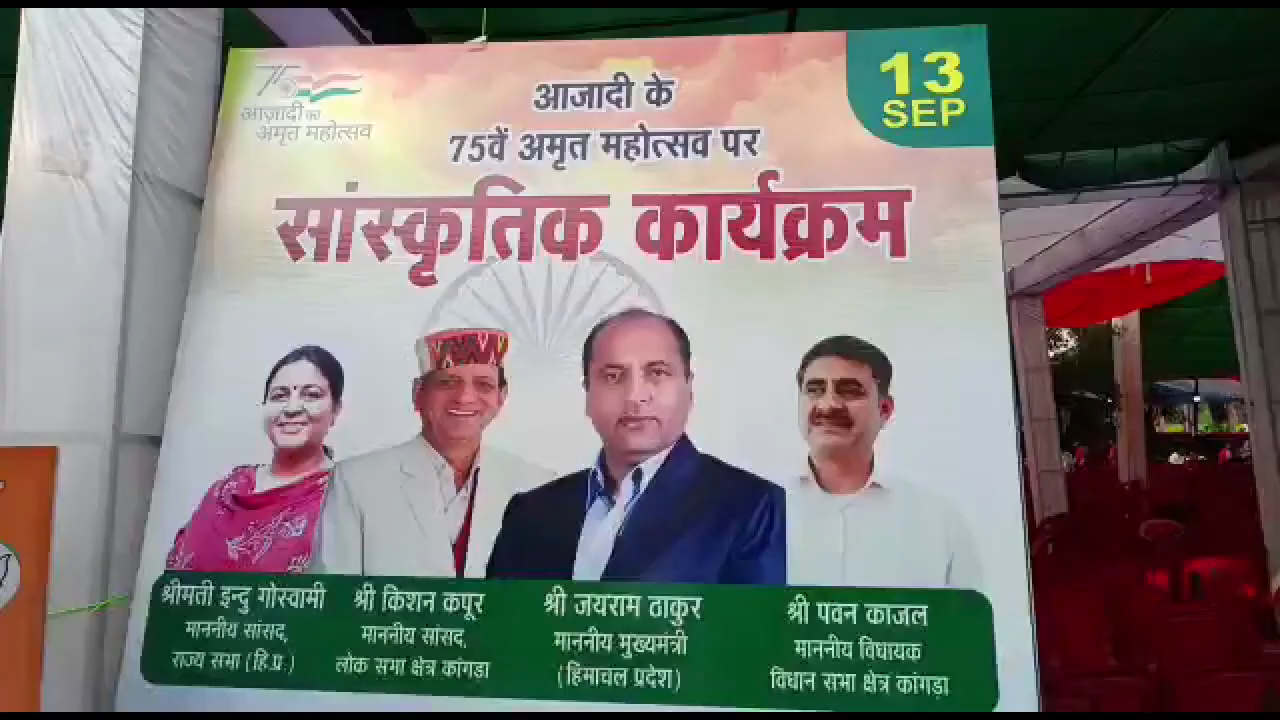 आज़ादी का
अमृत महोत्सव
आजादी के
75वें अमृत महोत्सव पर
सांस्कृतिक कार्यक्रम
13
SEP
श्रीमती इन्दु गोस्वामी
माननीय सांसद,
राज्य सभा (हि.प्र.)
श्री किशन कपूर
माननीय सांसद,
लोक सभा क्षेत्र कांगडा
श्री जयराम ठाकुर
माननीय मुख्यमंत्री
(हिमाचल प्रदेश)
श्री पवन काजल
माननीय विधायक
विधान सभा क्षेत्र कांगड़ा